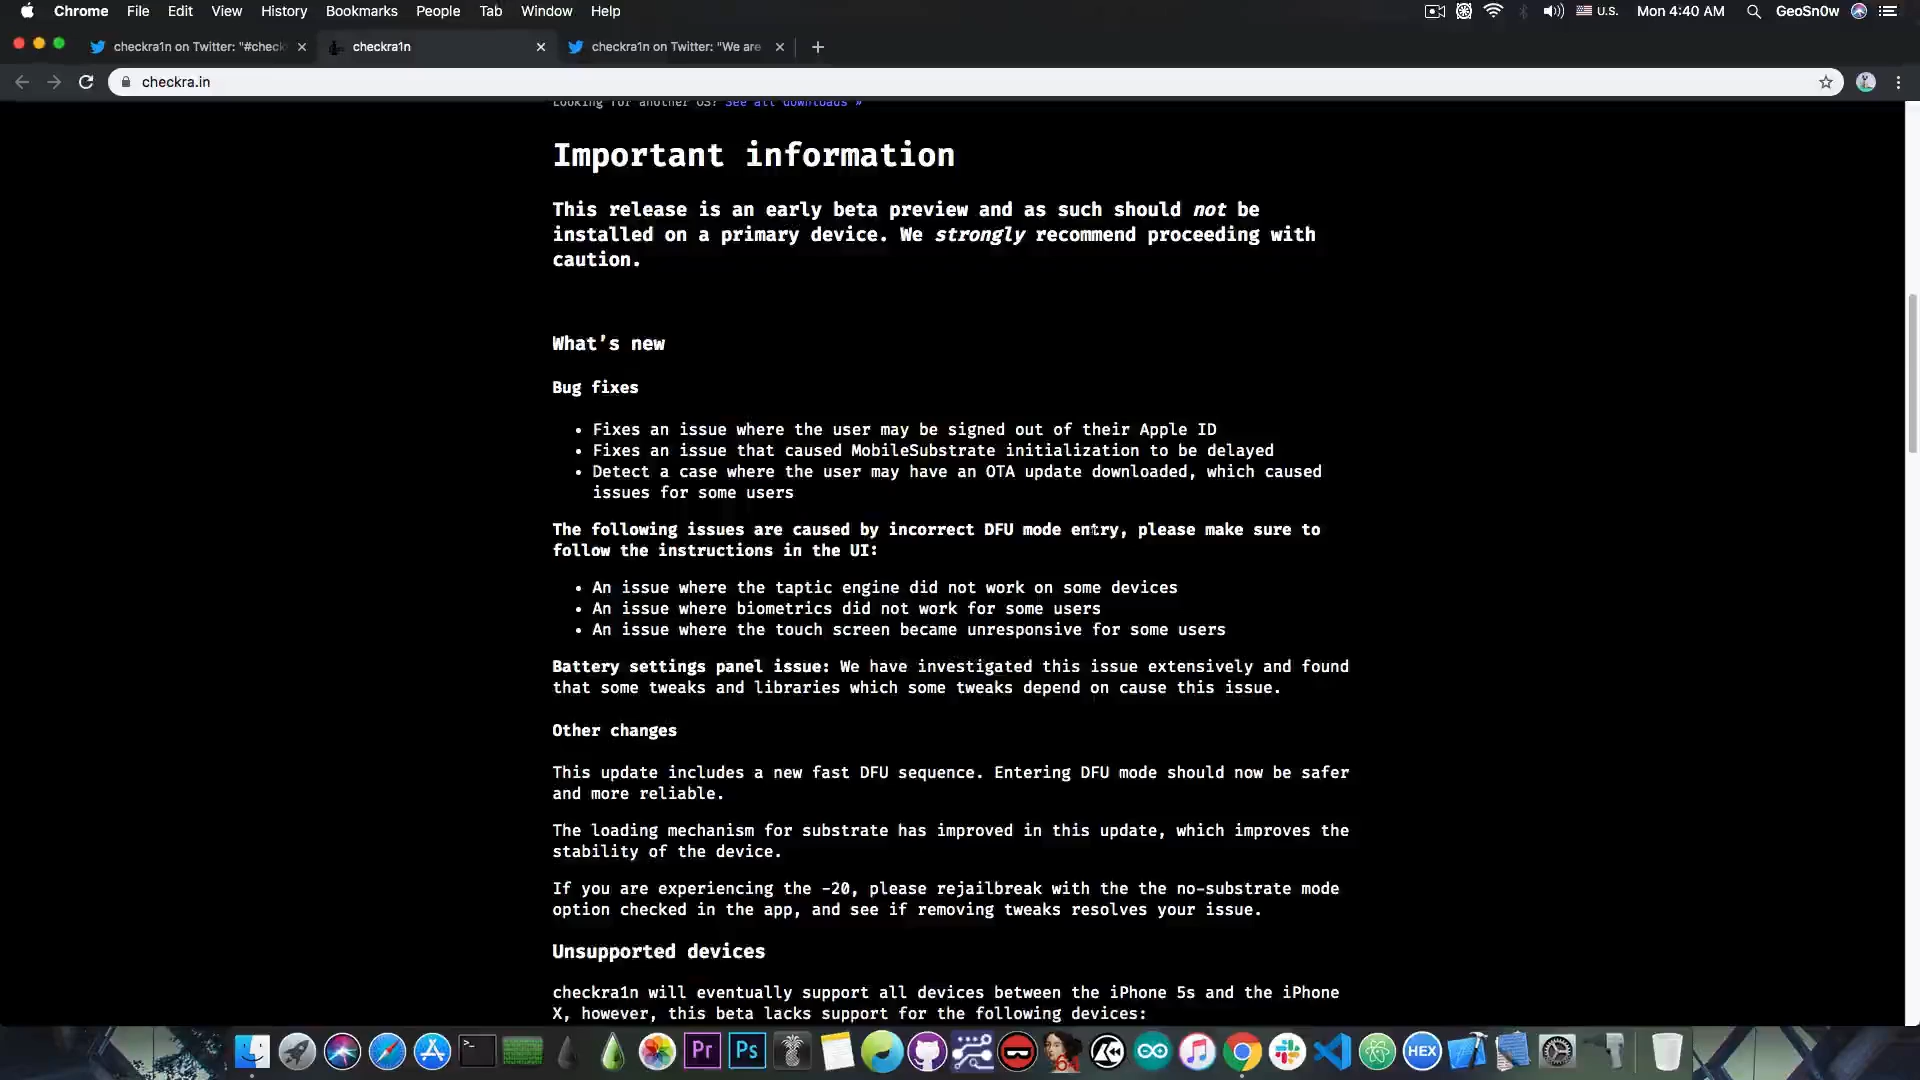 Chrome File Edit View History Bookmarks People Tab Window Help U.S. Mon 4:40 AM GeoSn0w
checkra1n on Twitter: "#check checkra1n checkra1n on Twitter: "We are
checkra.in
Looking for another OS? See all downloads »
Important information
This release is an early beta preview and as such should not be
installed on a primary device. We strongly recommend proceeding with
caution.
What's new
Bug fixes
• Fixes an issue where the user may be signed out of their Apple ID
• Fixes an issue that caused MobileSubstrate initialization to be delayed
• Detect a case where the user may have an OTA update downloaded, which caused
issues for some users
The following issues are caused by incorrect DFU mode entry, please make sure to
follow the instructions in the UI:
• An issue where the taptic engine did not work on some devices
• An issue where biometrics did not work for some users
• An issue where the touch screen became unresponsive for some users
Battery settings panel issue: We have investigated this issue extensively and found
that some tweaks and libraries which some tweaks depend on cause this issue.
Other changes
This update includes a new fast DFU sequence. Entering DFU mode should now be safer
and more reliable.
The loading mechanism for substrate has improved in this update, which improves the
stability of the device.
If you are experiencing the -20, please rejailbreak with the the no-substrate mode
option checked in the app, and see if removing tweaks resolves your issue.
Unsupported devices
checkra1n will eventually support all devices between the iPhone 5s and the iPhone
X, however, this beta lacks support for the following devices:
Pr Ps 64 HEX